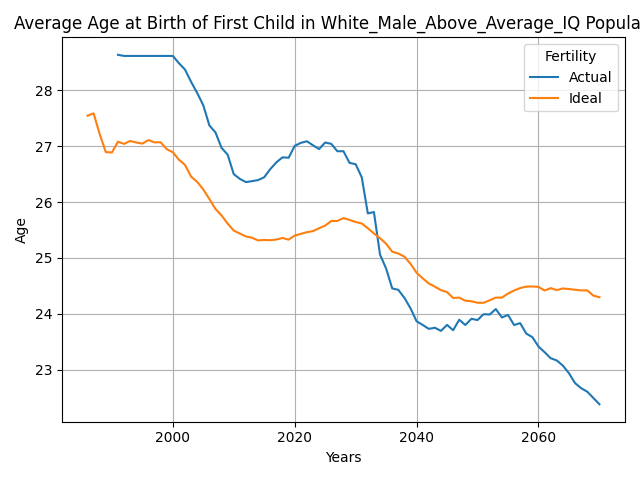 Average Age at Birth of First Child in White_Male_Above_Average_IQ Popula
Fertility
Actual
Ideal
28
27
26
25
24
23
Age
2000 2020 2040 2060
Years